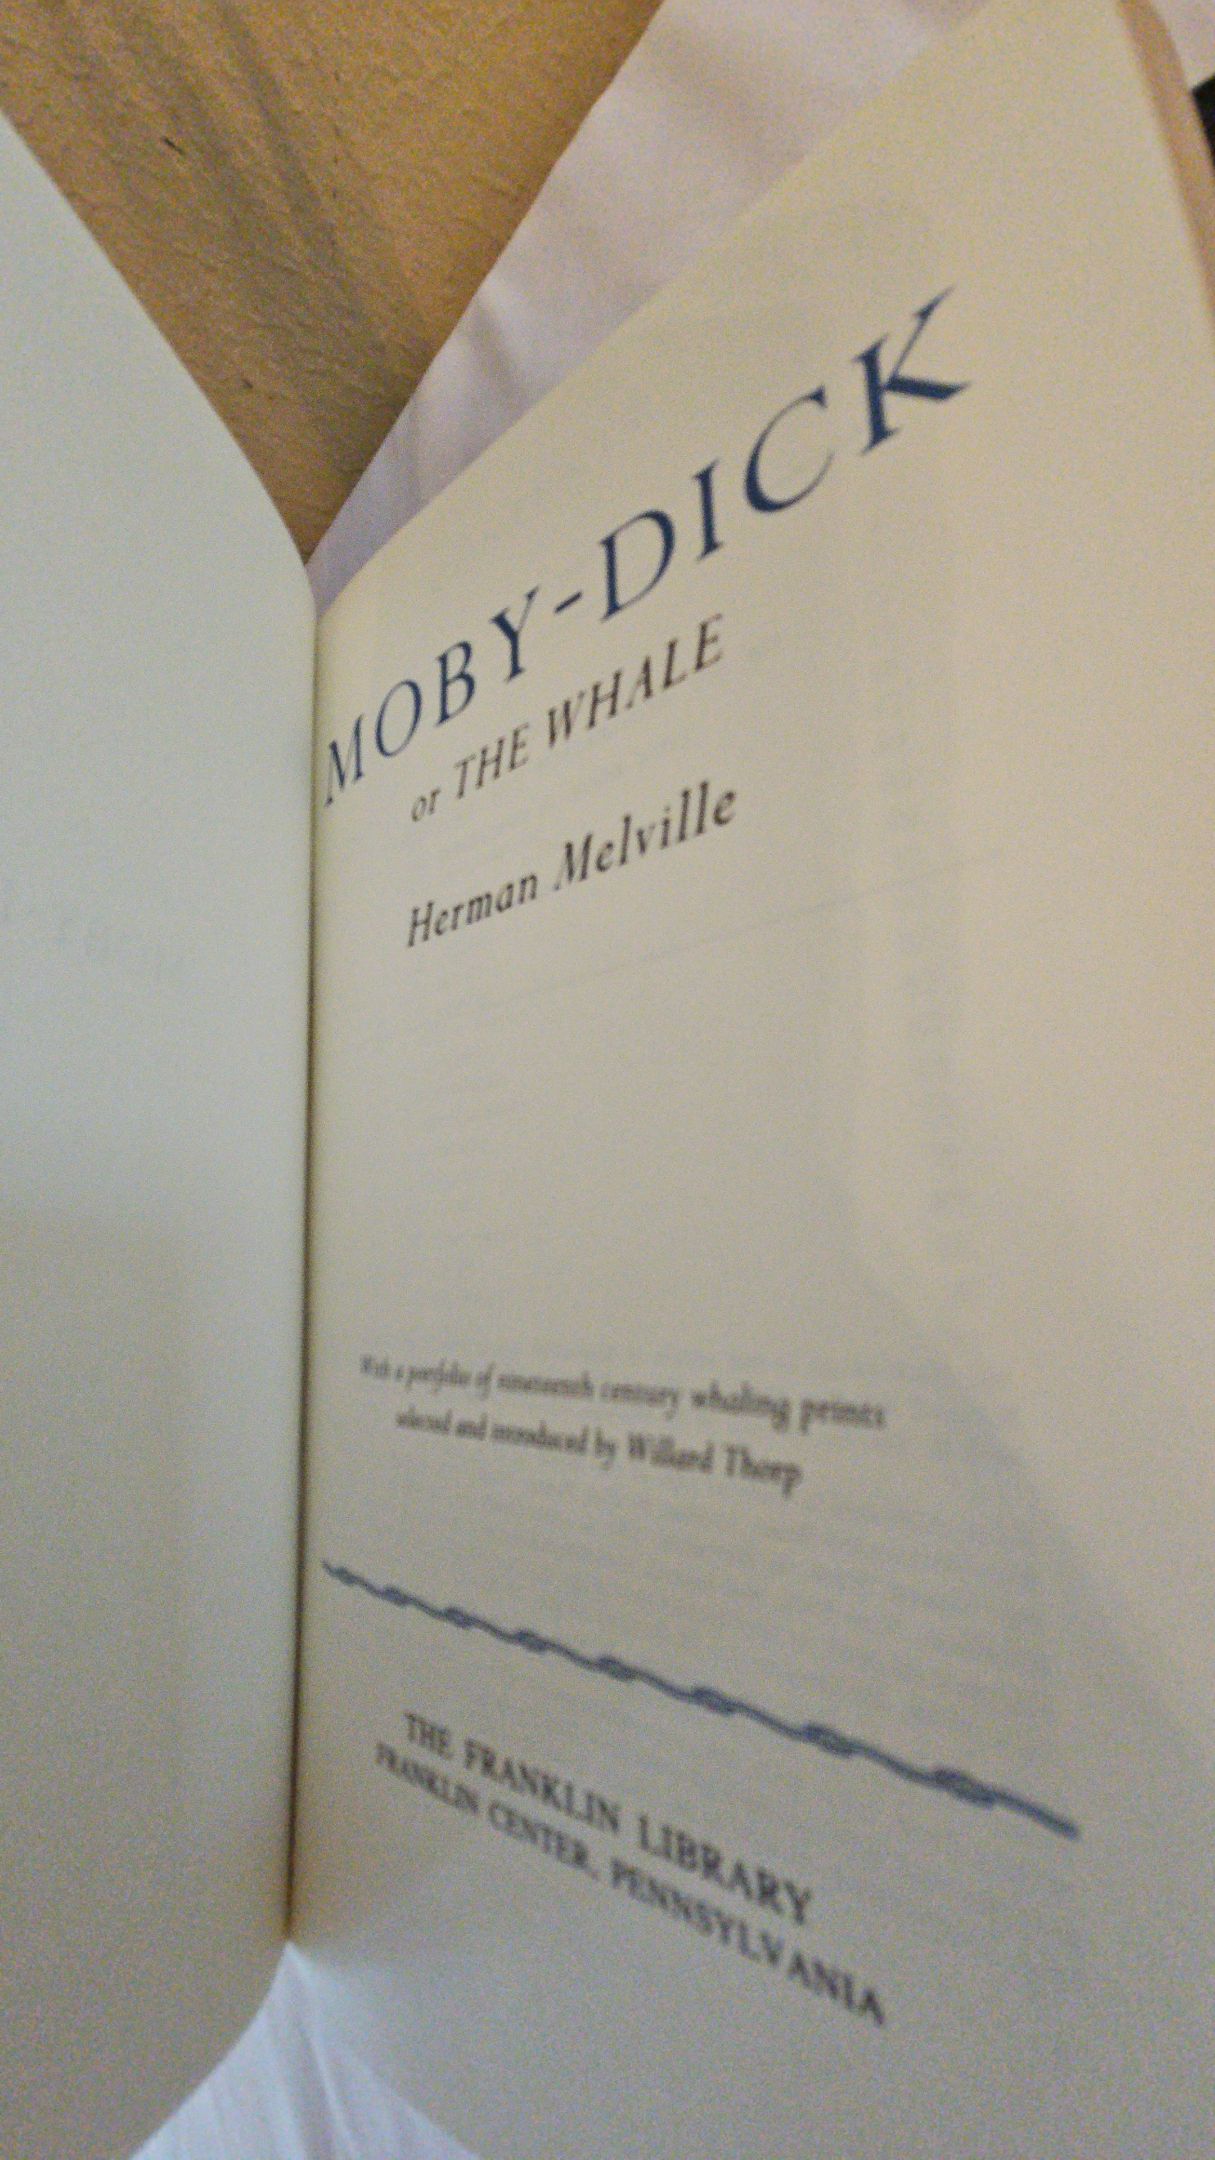 MOBY-DICK
or THE WHALE
Herman Melville
With a portfolio of nineteenth century whaling prints
selected and introduced by Willard Thorp
THE FRANKLIN LIBRARY
FRANKLIN CENTER, PENNSYLVANIA